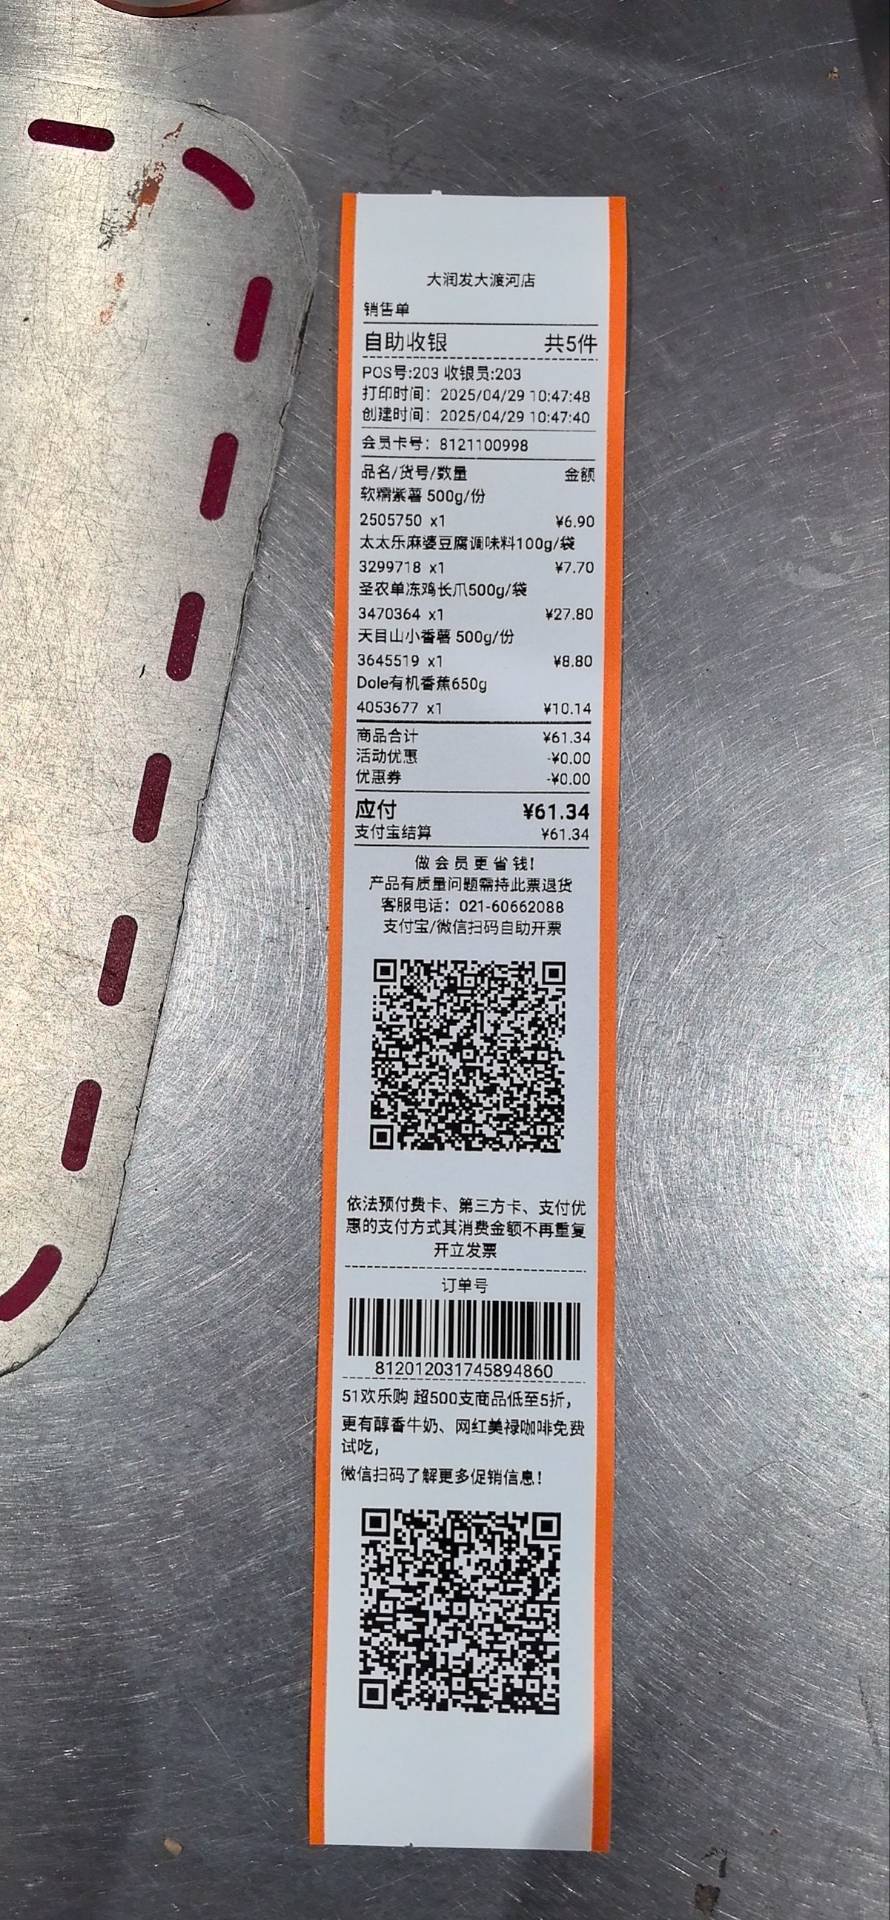 大润发大渡河店
销售单
自助收银 共5件
POS号:203 收银员:203
打印时间: 2025/04/29 10:47:48
创建时间: 2025/04/29 10:47:40
会员卡号: 8121100998
品名/货号/数量 金额
软糯紫薯 500g/份
2505750 x1 ¥6.90
太太乐麻婆豆腐调味料100g/袋
3299718 x1 ¥7.70
圣农单冻鸡长爪500g/袋
3470364 x1 ¥27.80
天目山小香薯 500g/份
3645519 x1 ¥8.80
Dole有机香蕉650g
4053677 x1 ¥10.14
商品合计 ¥61.34
活动优惠 -¥0.00
优惠券 -¥0.00
应付 ¥61.34
支付宝结算 ¥61.34
做会员更省钱!
产品有质量问题需持此票退货
客服电话: 021-60662088
支付宝/微信扫码自助开票
依法预付费卡、第三方卡、支付优
惠的支付方式其消费金额不再重复
开立发票
订单号
812012031745894860
51欢乐购 超500支商品低至5折,
更有醇香牛奶、网红美禄咖啡免费
试吃,
微信扫码了解更多促销信息!